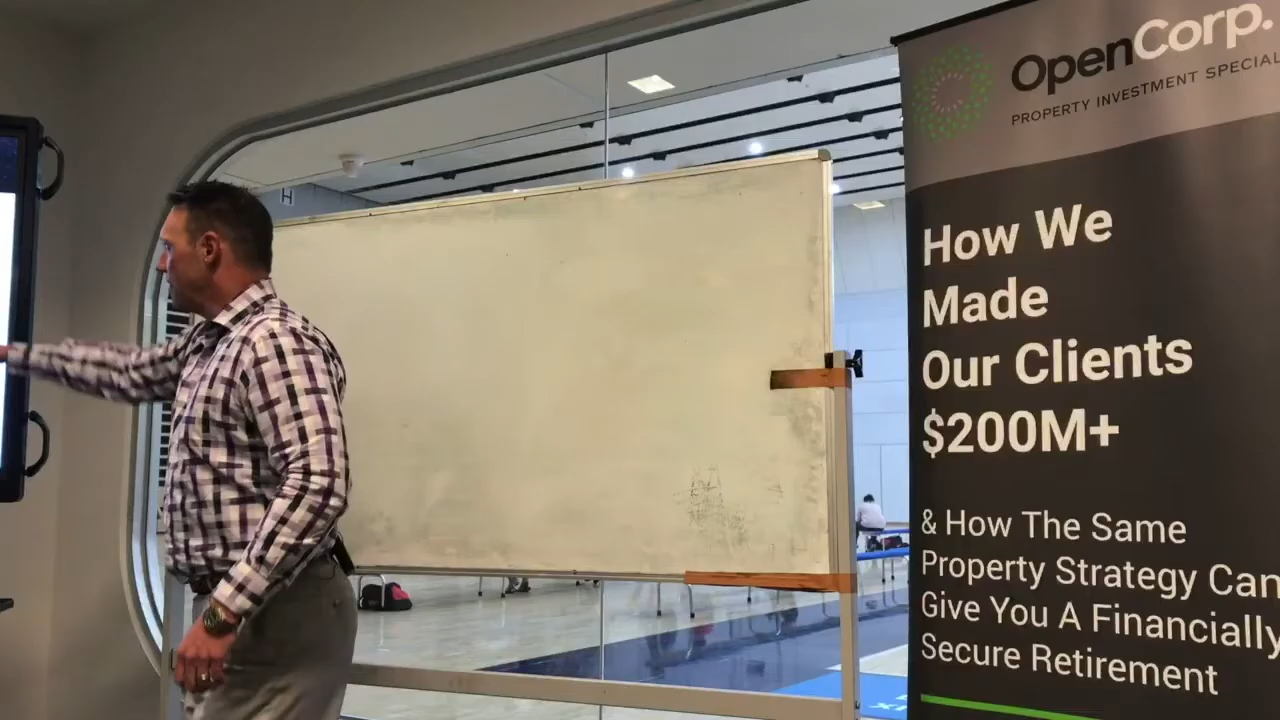 H
OpenCorp.
PROPERTY INVESTMENT
How We
Made
Our Clients
$200M+
& How The Same
Property Strategy Can
Give You A Financially
Secure Retirement